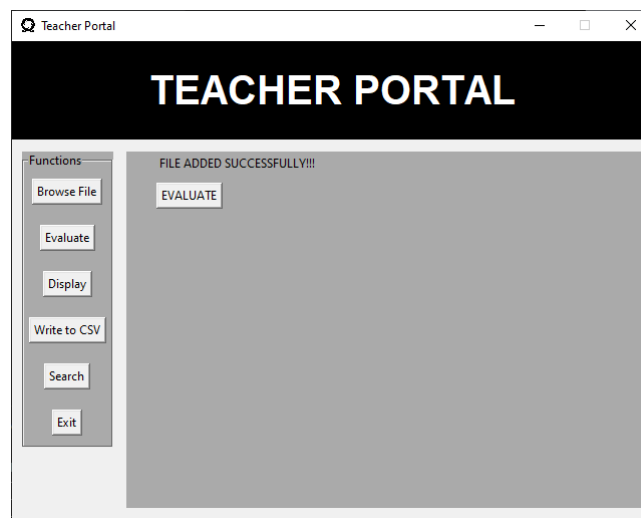 Teacher Portal
TEACHER PORTAL
Functions
Browse File
Evaluate
Display
Write to CSV
Search
Exit
FILE ADDED SUCCESSFULLY!!!
EVALUATE